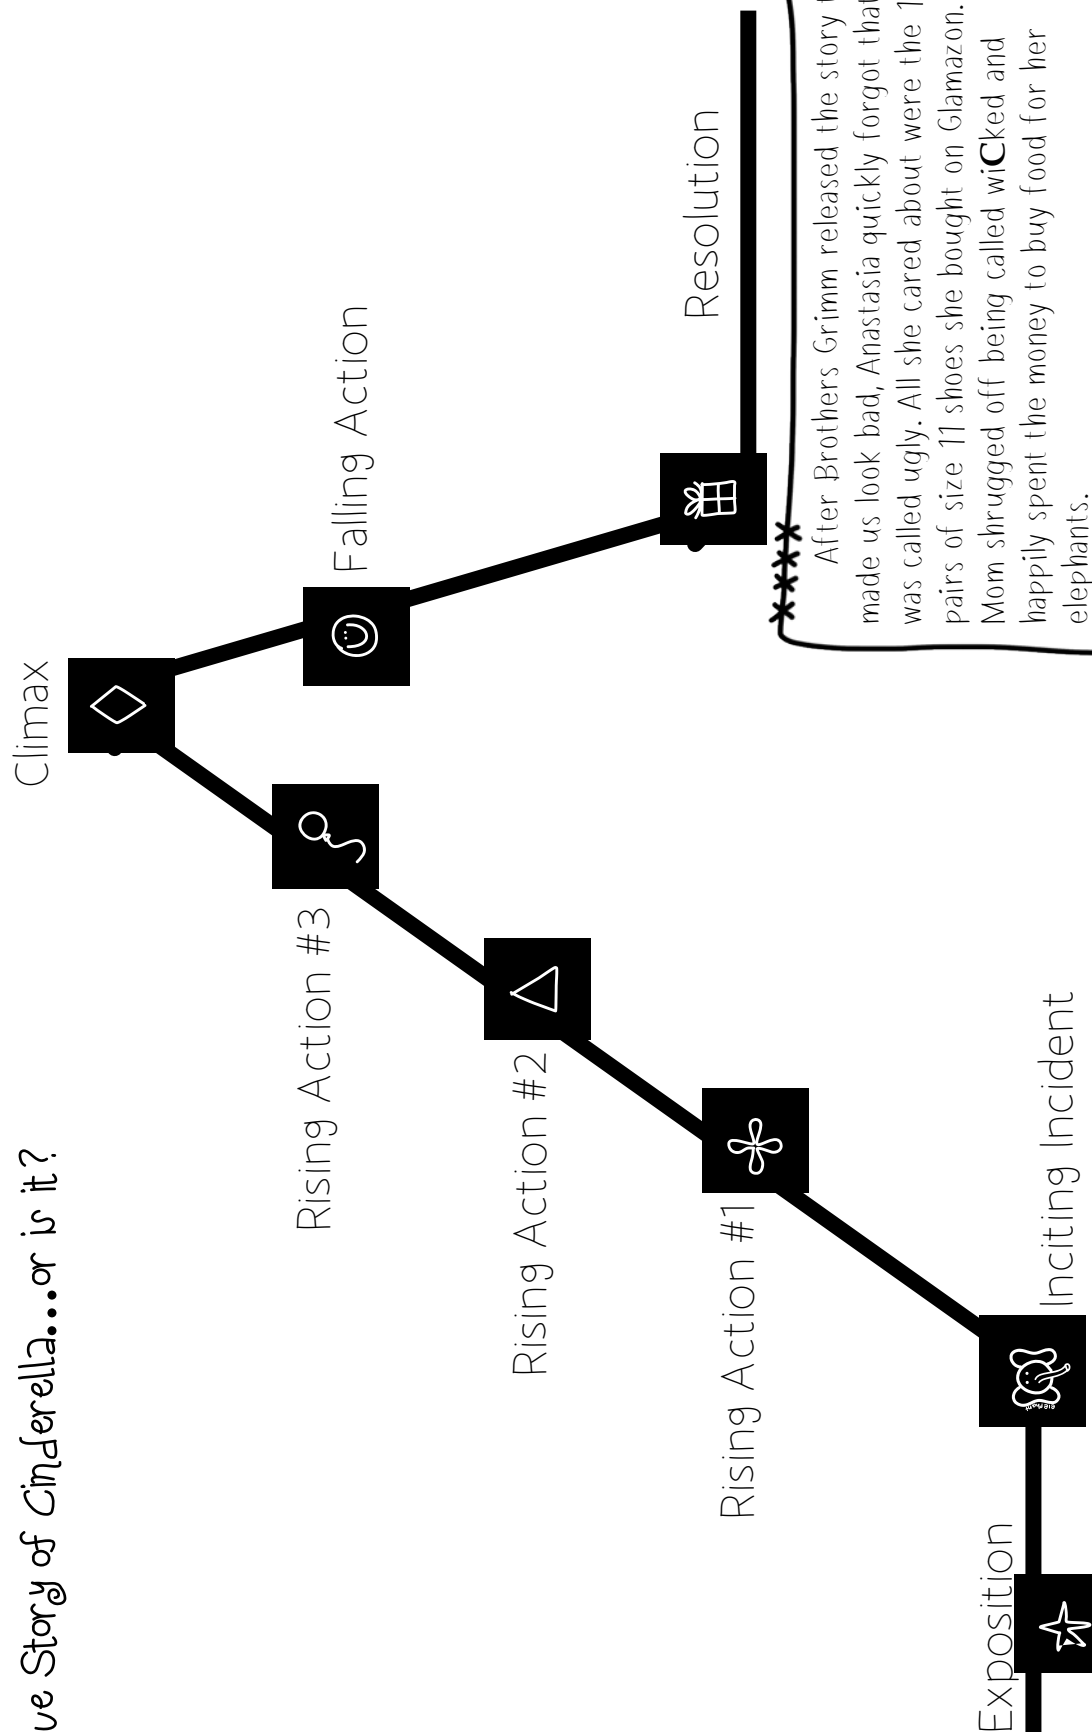 ve Story of Cinderella...or is it?
Climax
Rising Action #3
Falling Action
Rising Action #2
Rising Action #1
Resolution
Exposition
Inciting Incident
elephant
After Brothers Grimm released the story
made us look bad, Anastasia quickly forgot that
was called ugly. All she cared about were the
pairs of size 11 shoes she bought on Glamazon.
Mom shrugged off being called wiCked and
happily spent the money to buy food for her
elephants.